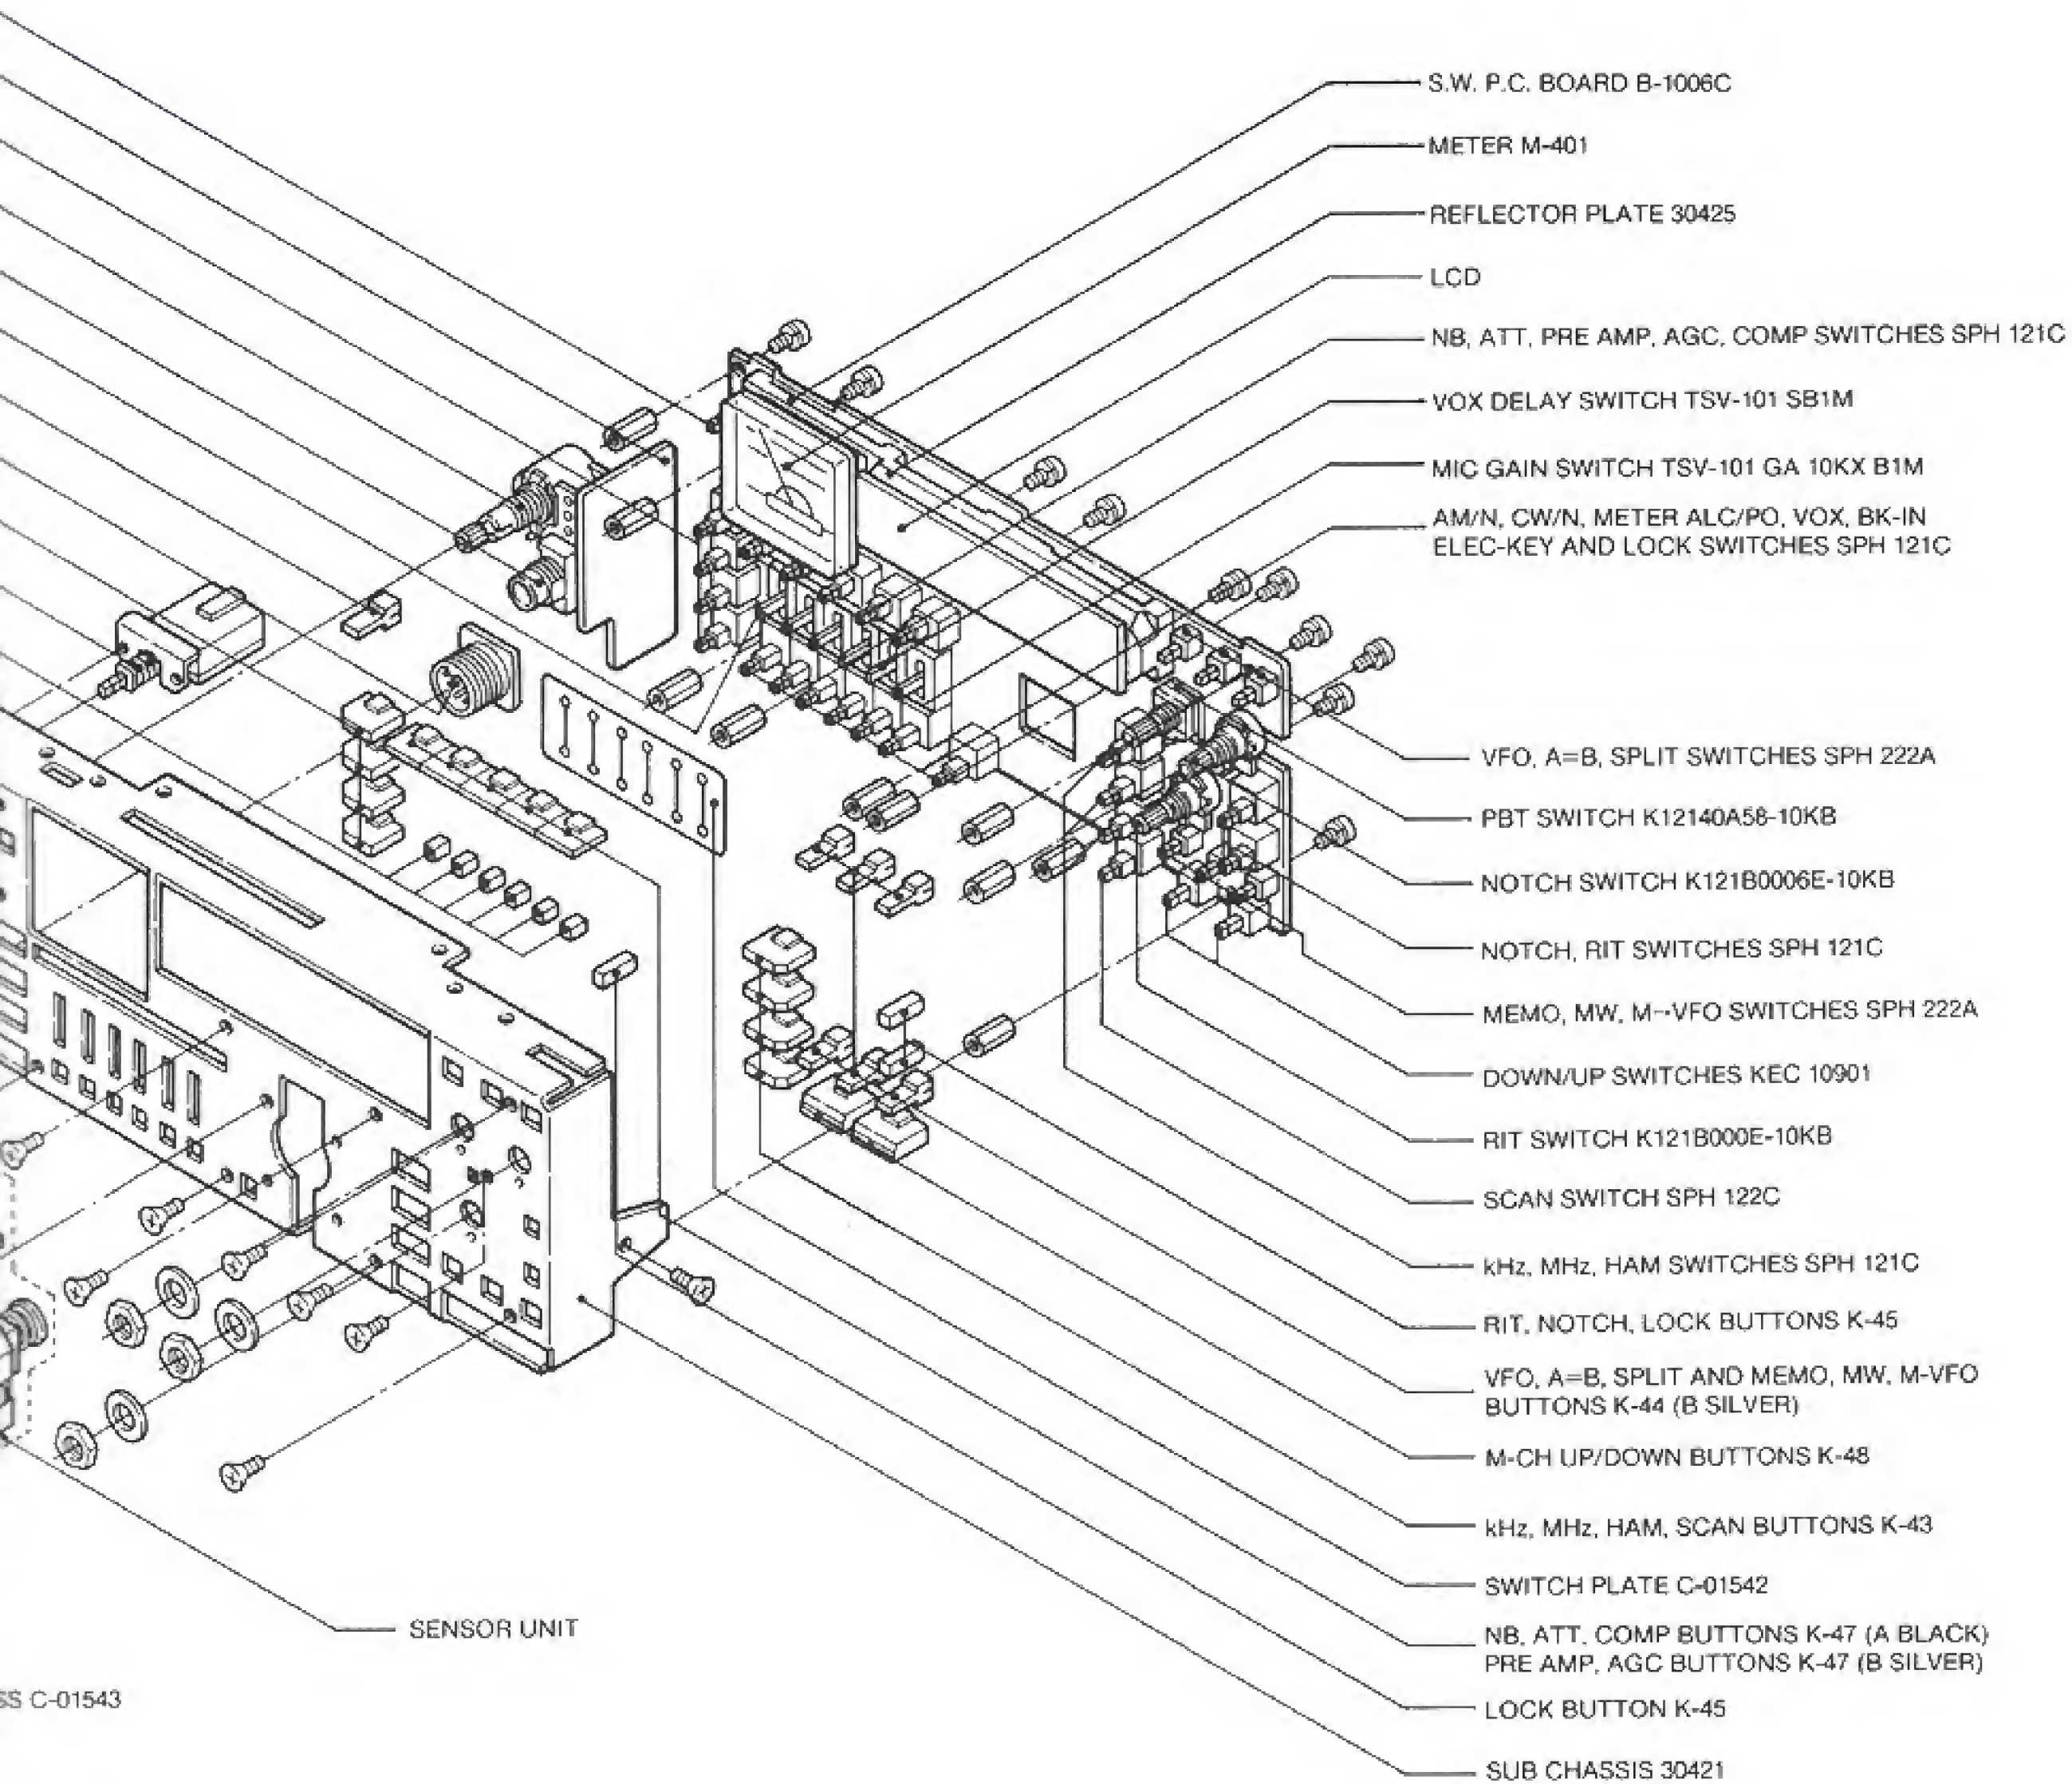 S.W. P.C. BOARD B-1006C
METER M-401
REFLECTOR PLATE 30425
LCD
NB, ATT, PRE AMP, AGC, COMP SWITCHES SPH 121C
VOX DELAY SWITCH TSV-101 SB1M
MIC GAIN SWITCH TSV-101 GA 10KX B1M
AM/N, CW/N, METER ALC/PO, VOX, BK-IN
ELEC-KEY AND LOCK SWITCHES SPH 121C
VFO, A=B, SPLIT SWITCHES SPH 222A
PBT SWITCH K12140A58-10KB
NOTCH SWITCH K121B0006E-10KB
NOTCH, RIT SWITCHES SPH 121C
MEMO, MW, M--VFO SWITCHES SPH 222A
DOWN/UP SWITCHES KEC 10901
RIT SWITCH K121B000E-10KB
SCAN SWITCH SPH 122C
kHz, MHz, HAM SWITCHES SPH 121C
RIT, NOTCH, LOCK BUTTONS K-45
VFO, A=B, SPLIT AND MEMO, MW, M-VFO
BUTTONS K-44 (B SILVER)
M-CH UP/DOWN BUTTONS K-48
kHz, MHz, HAM, SCAN BUTTONS K-43
SWITCH PLATE C-01542
NB, ATT, COMP BUTTONS K-47 (A BLACK)
PRE AMP, AGC BUTTONS K-47 (B SILVER)
LOCK BUTTON K-45
SUB CHASSIS 30421
SENSOR UNIT
SS C-01543